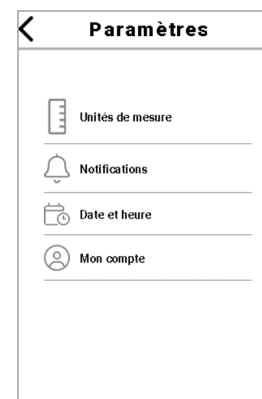 Paramètres
Unités de mesure
Notifications
Date et heure
Mon compte